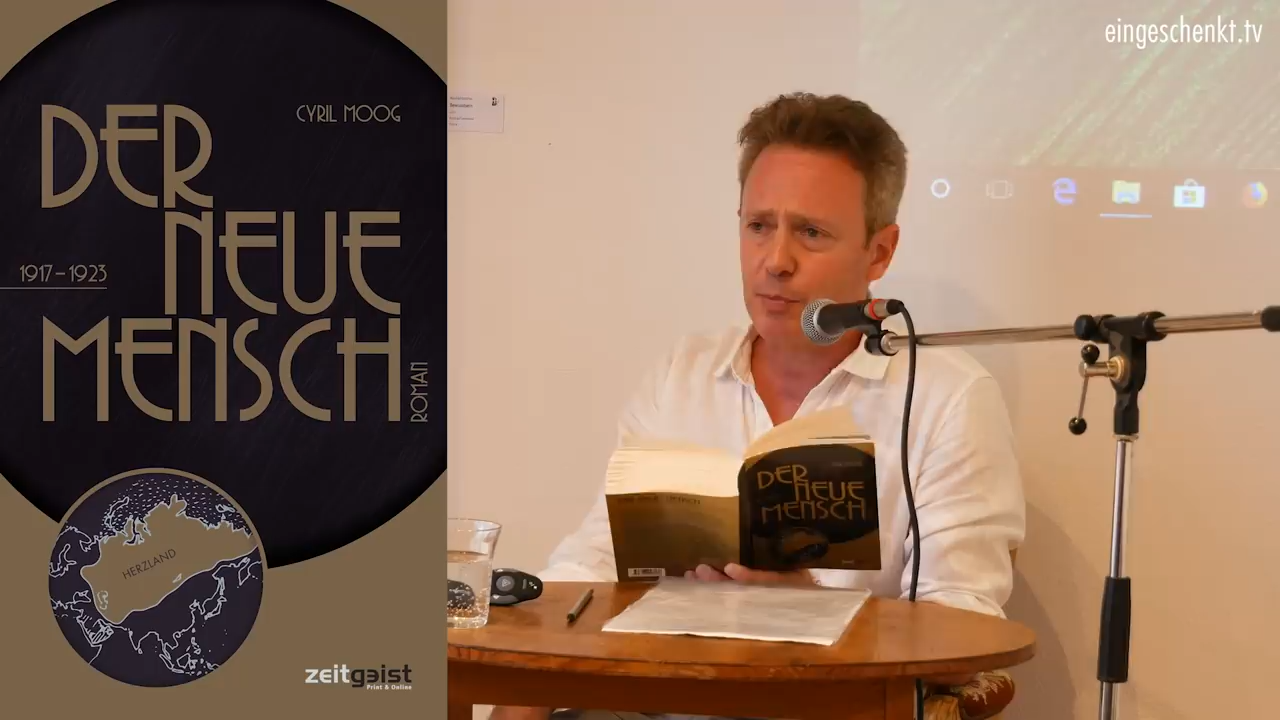 DER
CYRIL MOOG
NEUE
1917–1923
MENSCH
ROMAN
HERZLAND
zeitgeist
Print & Online
eingeschenkt.tv
DER
NEUE
MENSCH